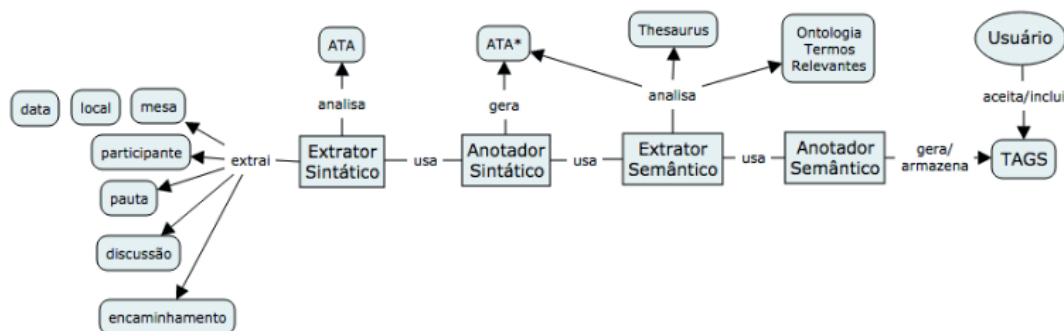 ATA
ATA*
Thesaurus
Ontologia
Termos
Relevantes
Usuário
data
local
mesa
analisa
gera
analisa
aceita/inclui
participante
extrai
Extrator
Sintático
usa
Anotador
Sintático
usa
Extrator
Semântico
usa
Anotador
Semântico
gera/
armazena
TAGS
pauta
discussão
encaminhamento